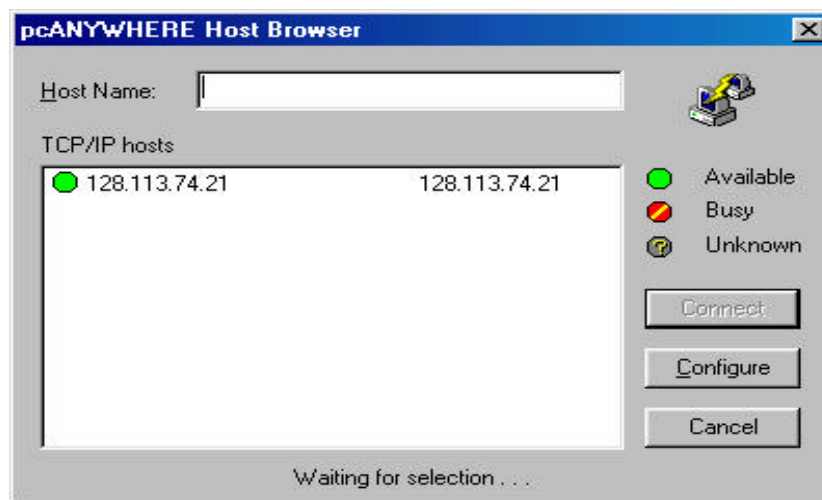 pcANYWHERE Host Browser
Host Name:
TCP/IP hosts
128.113.74.21 128.113.74.21
Available
Busy
Unknown
Connect
Configure
Cancel
Waiting for selection . . .